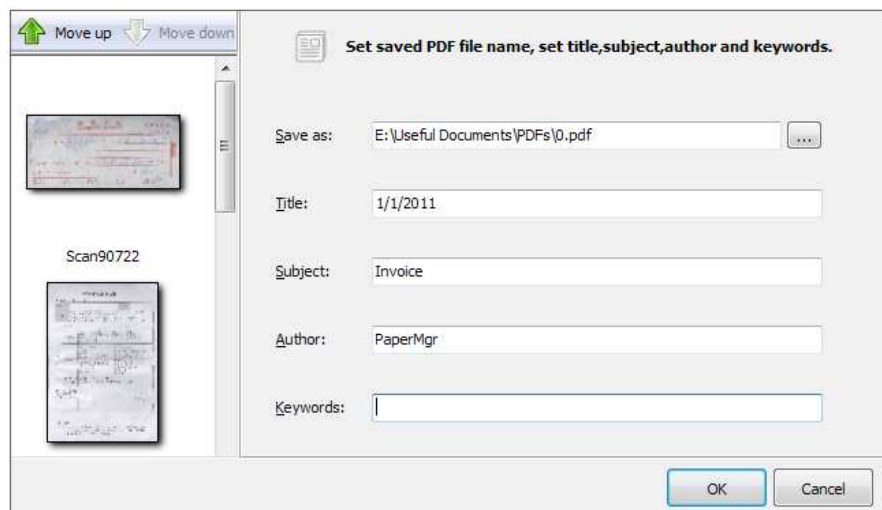 Move up Move down
Set saved PDF file name, set title,subject,author and keywords.
Save as: E:\Useful Documents\PDFs\0.pdf ...
Title: 1/1/2011
Scan90722
Subject: Invoice
Author: PaperMgr
Keywords:
OK Cancel